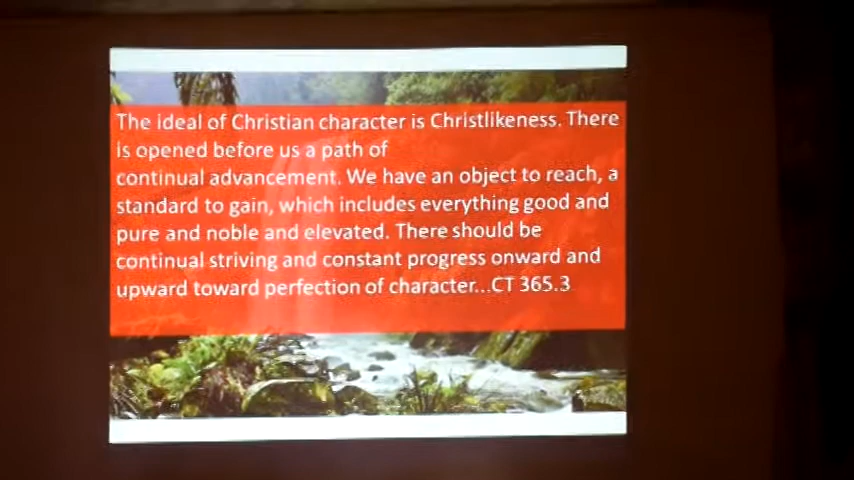 The ideal of Christian character is Christlikeness. There
is opened before us a path of
continual advancement. We have an object to reach, a
standard to gain, which includes everything good and
pure and noble and elevated. There should be
continual striving and constant progress onward and
upward toward perfection of character...CT 365.3